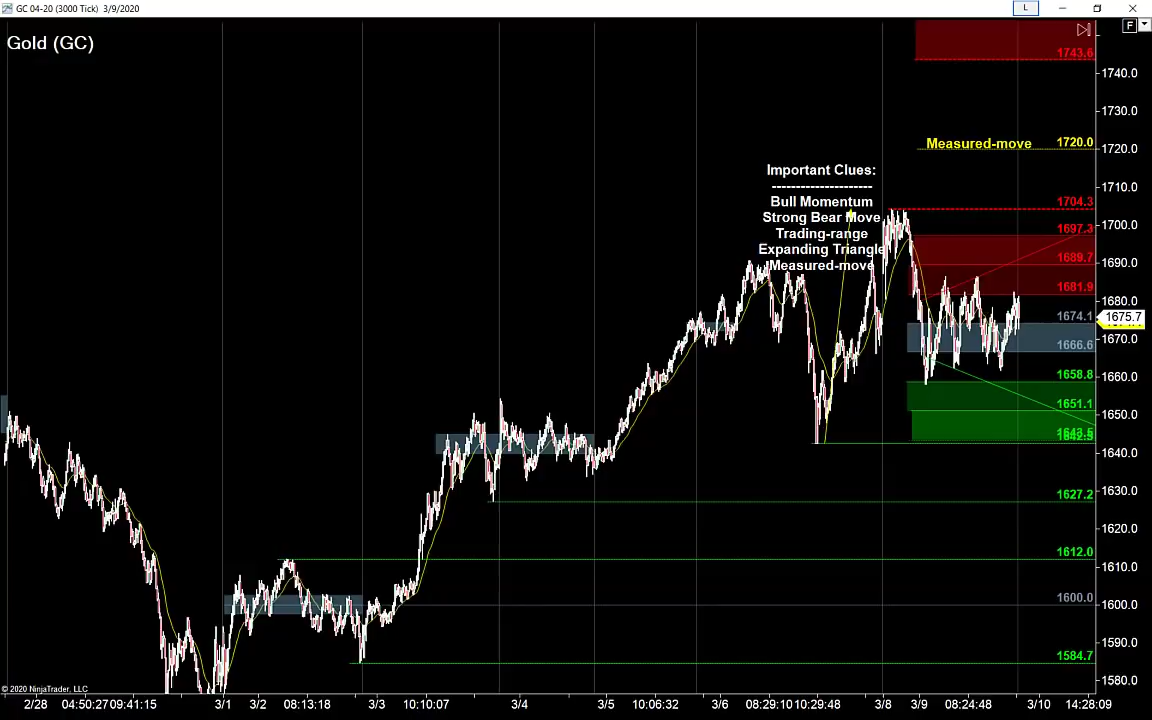 GC 04-20 (3000 Tick) 3/9/2020
L
F
Gold (GC)
1743.6
1740.0
1730.0
Measured-move 1720.0
1720.0
Important Clues:
----------------------
Bull Momentum
Strong Bear Move
Trading-range
Expanding Triangle
Measured-move
1710.0
1704.3
1700.0
1697.3
1690.0
1689.7
1681.9
1680.0
1674.1
1675.7
1670.0
1666.6
1660.0
1658.8
1651.1
1650.0
1640.0
1630.0
1627.2
1620.0
1612.0
1610.0
1600.0
1600.0
1590.0
1584.7
1580.0
© 2020 NinjaTrader, LLC
2/28 04:50:27 09:41:15 3/1 3/2 08:13:18 3/3 10:10:07 3/4 3/5 10:06:32 3/6 08:29:10 10:29:48 3/8 3/9 08:24:48 3/10 14:28:09